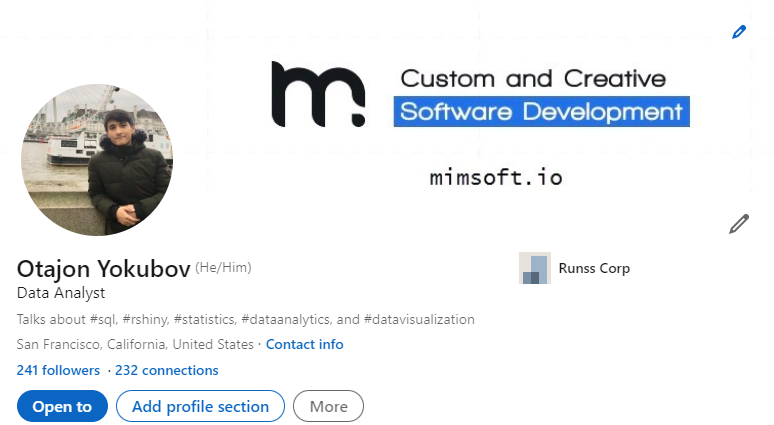 m.
Custom and Creative
Software Development
mimsoft.io
Otajon Yokubov (He/Him)
Runss Corp
Data Analyst
Talks about #sql, #rshiny, #statistics, #dataanalytics, and #datavisualization
San Francisco, California, United States · Contact info
241 followers · 232 connections
Open to
Add profile section
More